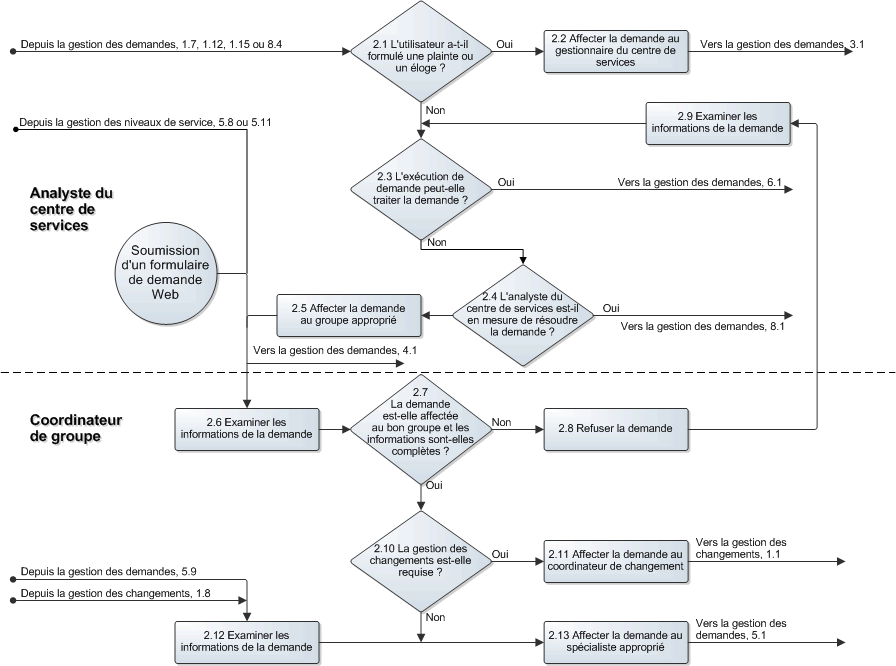 Depuis la gestion des demandes, 1.7, 1.12, 1.15 ou 8.4
2.1 L'utilisateur a-t-il
formulé une plainte ou
un éloge ?
Oui
2.2 Affecter la demande au
gestionnaire du centre de
services
Vers la gestion des demandes, 3.1
Non
2.9 Examiner les
informations de la demande
Depuis la gestion des niveaux de service, 5.8 ou 5.11
2.3 L'exécution de
demande peut-elle
traiter la demande ?
Oui
Vers la gestion des demandes, 6.1
Analyste du
centre de
services
Non
Soumission
d'un formulaire
de demande
Web
2.4 L'analyste du
centre de services est-il
en mesure de résoudre
la demande ?
Oui
Vers la gestion des demandes, 8.1
2.5 Affecter la demande
au groupe approprié
Vers la gestion des demandes, 4.1
Coordinateur
de groupe
2.6 Examiner les
informations de la demande
2.7
La demande
est-elle affectée
au bon groupe et les
informations sont-elles
complètes ?
Non
2.8 Refuser la demande
Oui
2.10 La gestion des
changements est-elle
requise ?
Oui
2.11 Affecter la demande au
coordinateur de changement
Vers la gestion des
changements, 1.1
Depuis la gestion des demandes, 5.9
Depuis la gestion des changements, 1.8
Non
2.12 Examiner les
informations de la demande
2.13 Affecter la demande au
spécialiste approprié
Vers la gestion des
demandes, 5.1